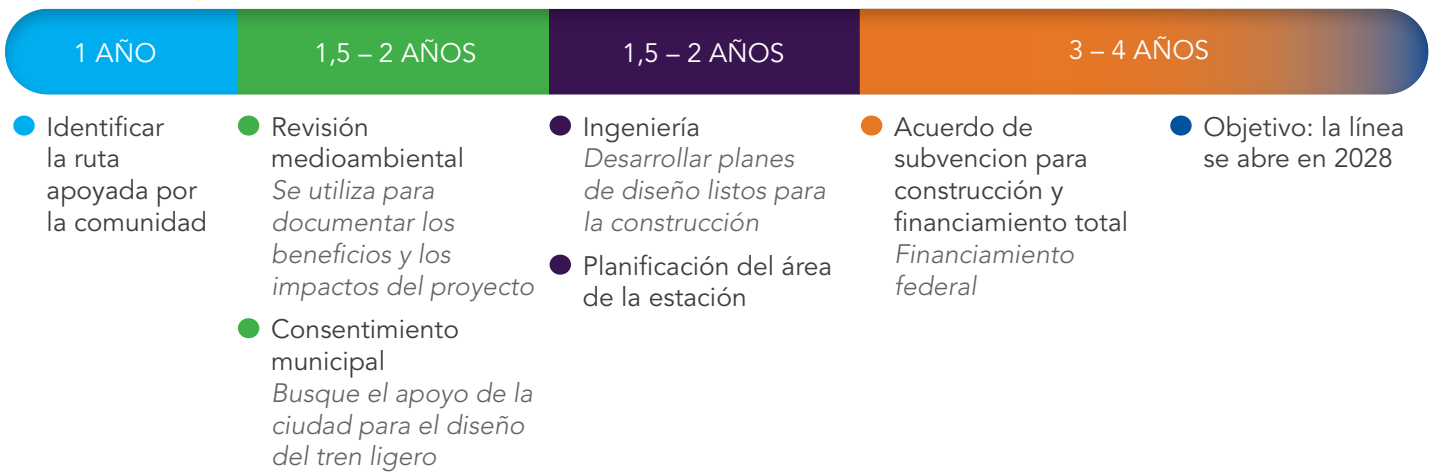 1 AÑO
1,5 – 2 AÑOS
1,5 – 2 AÑOS
3 – 4 AÑOS
Identificar
la ruta
apoyada por
la comunidad
Revisión
medioambiental
Se utiliza para
documentar los
beneficios y los
impactos del proyecto
Consentimiento
municipal
Busque el apoyo de la
ciudad para el diseño
del tren ligero
Ingeniería
Desarrollar planes
de diseño listos para
la construcción
Planificación del área
de la estación
Acuerdo de
subvencion para
construcción y
financiamiento total
Financiamiento
federal
Objetivo: la línea
se abre en 2028